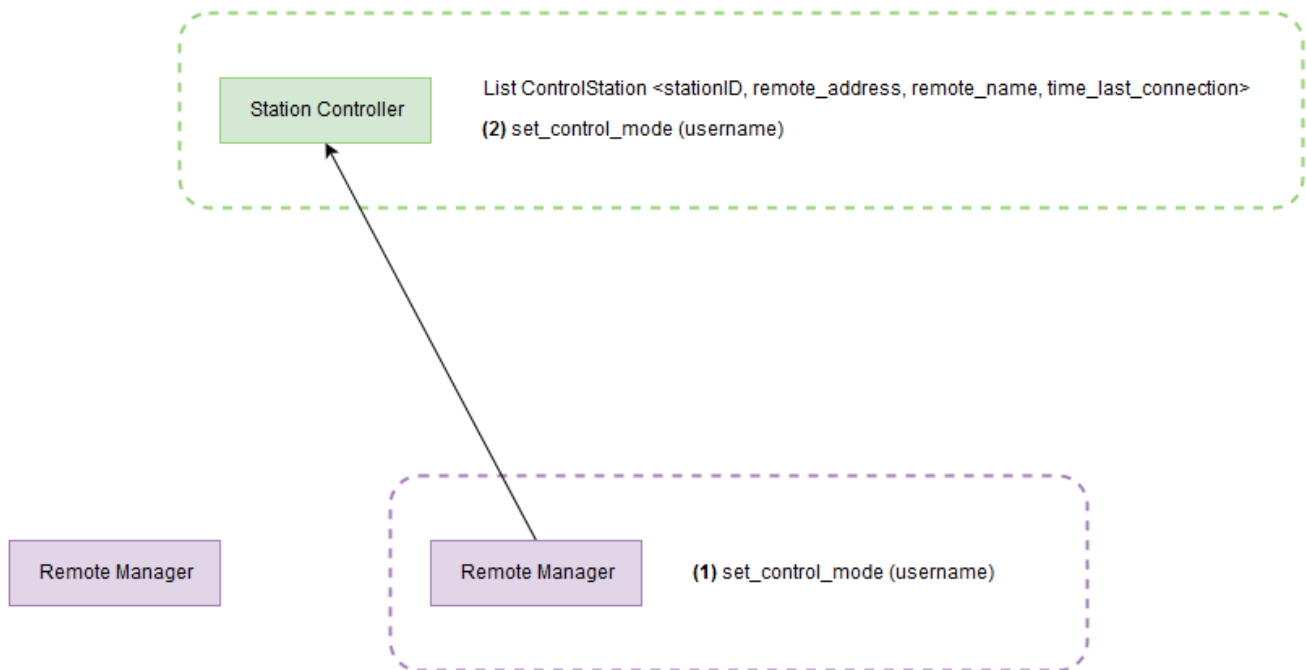 List ControlStation <stationID, remote_address, remote_name, time_last_connection>
Station Controller
(2) set_control_mode (username)
Remote Manager
Remote Manager
(1) set_control_mode (username)